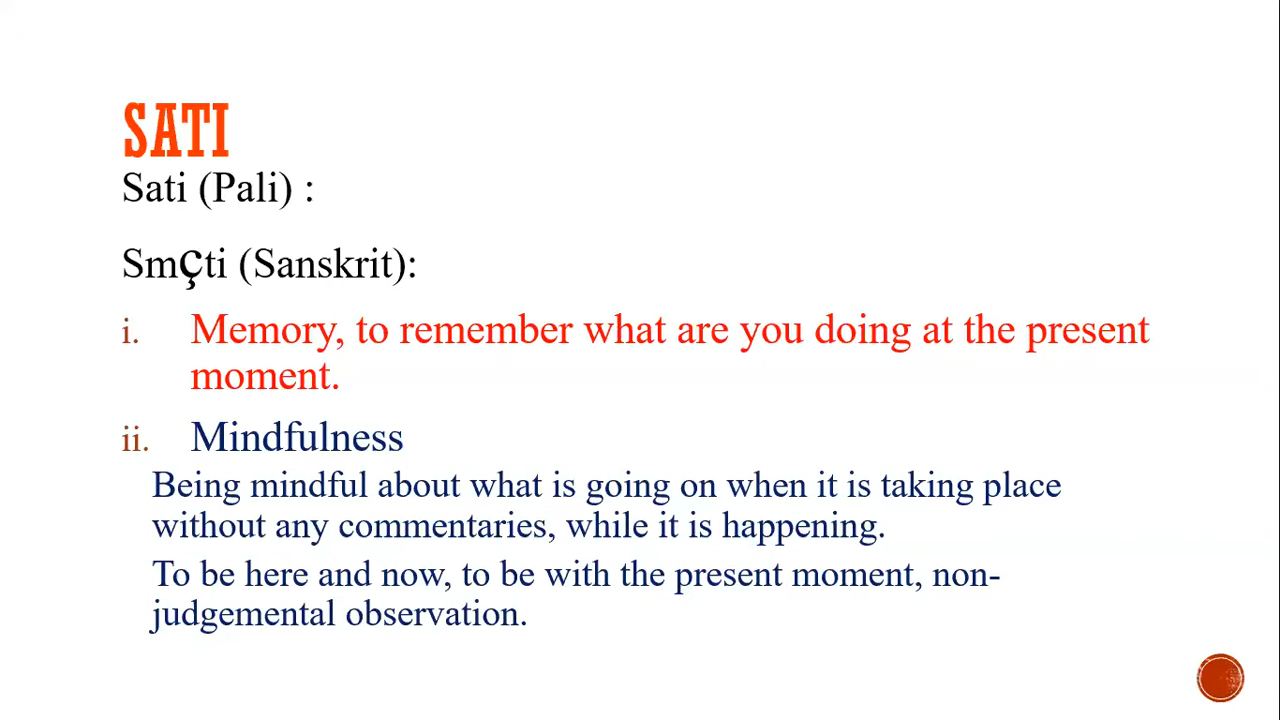 SATI
Sati (Pali) :
Smçti (Sanskrit):
i. Memory, to remember what are you doing at the present
moment.
ii. Mindfulness
Being mindful about what is going on when it is taking place
without any commentaries, while it is happening.
To be here and now, to be with the present moment, non-
judgemental observation.